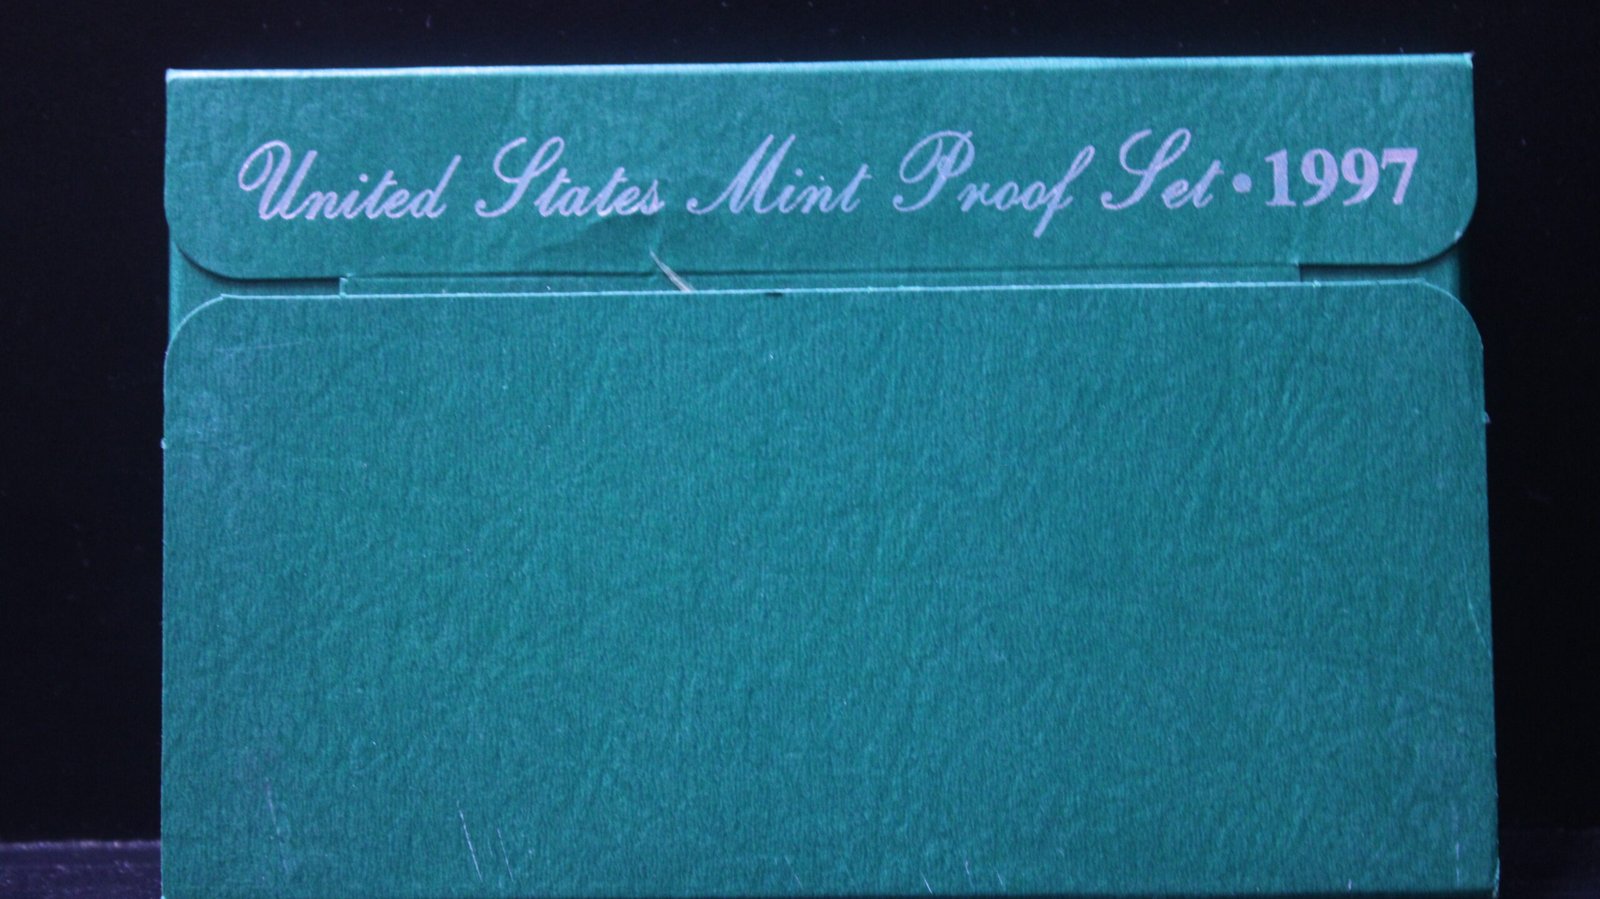 United States Mint Proof Set • 1997